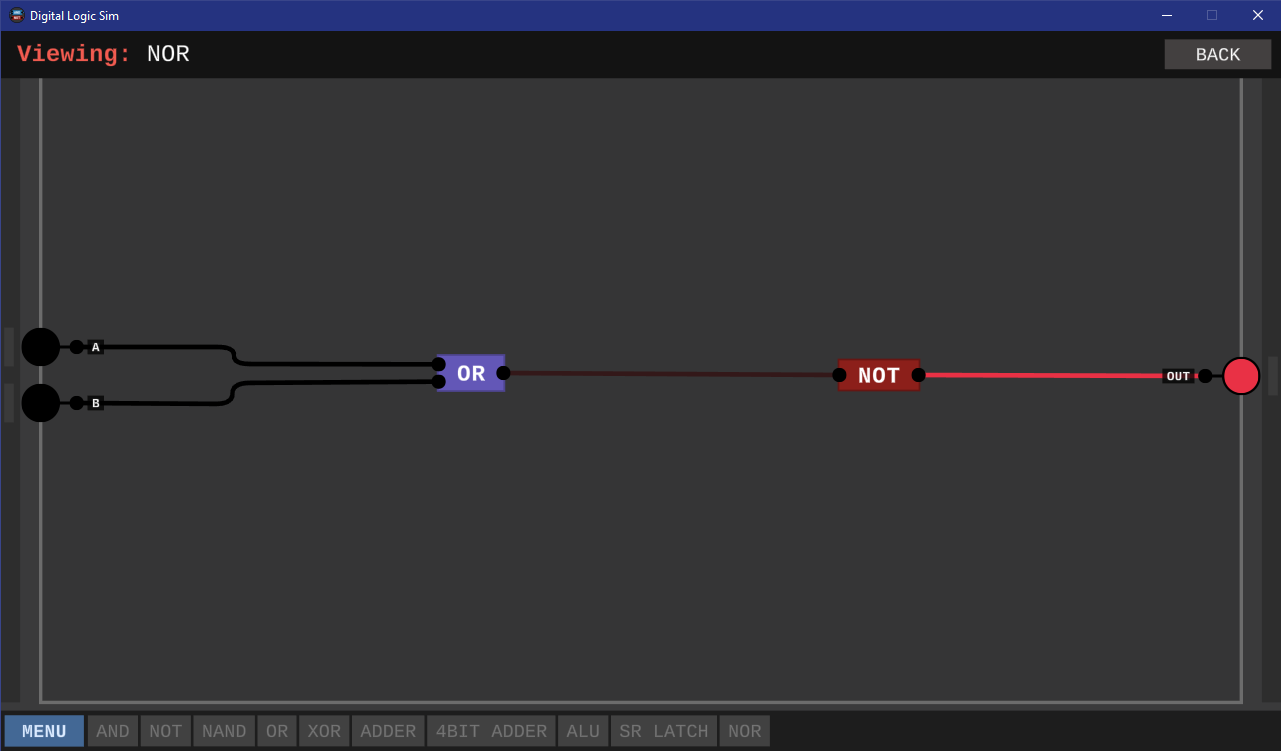 Digital Logic Sim
Viewing: NOR
BACK
A
OR
NOT
OUT
B
MENU AND NOT NAND OR XOR ADDER 4BIT ADDER ALU SR LATCH NOR